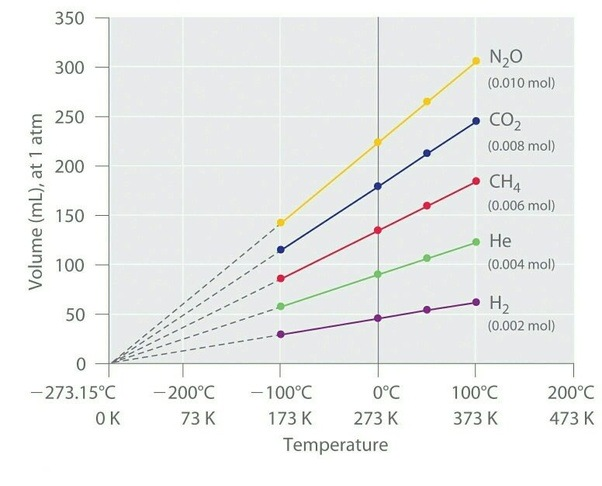 Volume (mL), at 1 atm
350
300
250
200
150
100
50
0
N₂O
(0.010 mol)
CO₂
(0.008 mol)
CH₄
(0.006 mol)
He
(0.004 mol)
H₂
(0.002 mol)
−273.15°C −200°C −100°C 0°C 100°C 200°C
0 K 73 K 173 K 273 K 373 K 473 K
Temperature